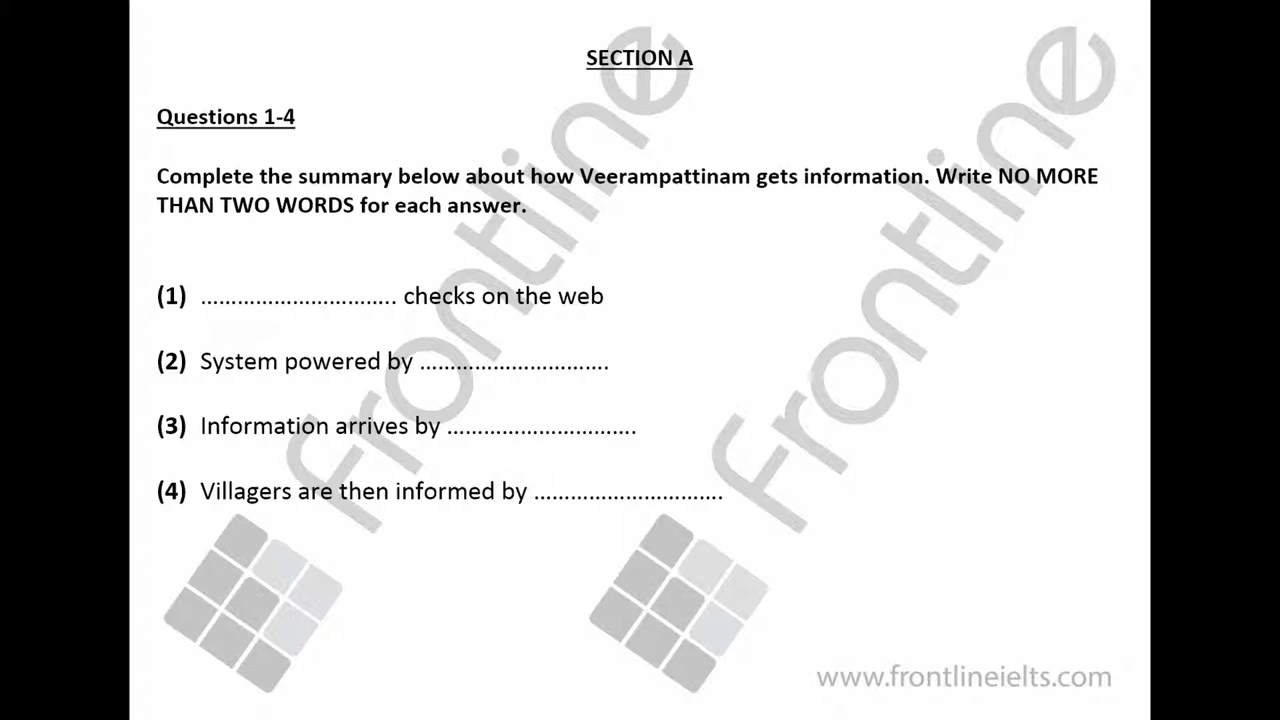 SECTION A
Questions 1-4
Complete the summary below about how Veerampattinam gets information. Write NO MORE
THAN TWO WORDS for each answer.
(1) ................................ checks on the web
(2) System powered by ...............................
(3) Information arrives by ...............................
(4) Villagers are then informed by ...............................
frontline
frontline
www.frontlineielts.com